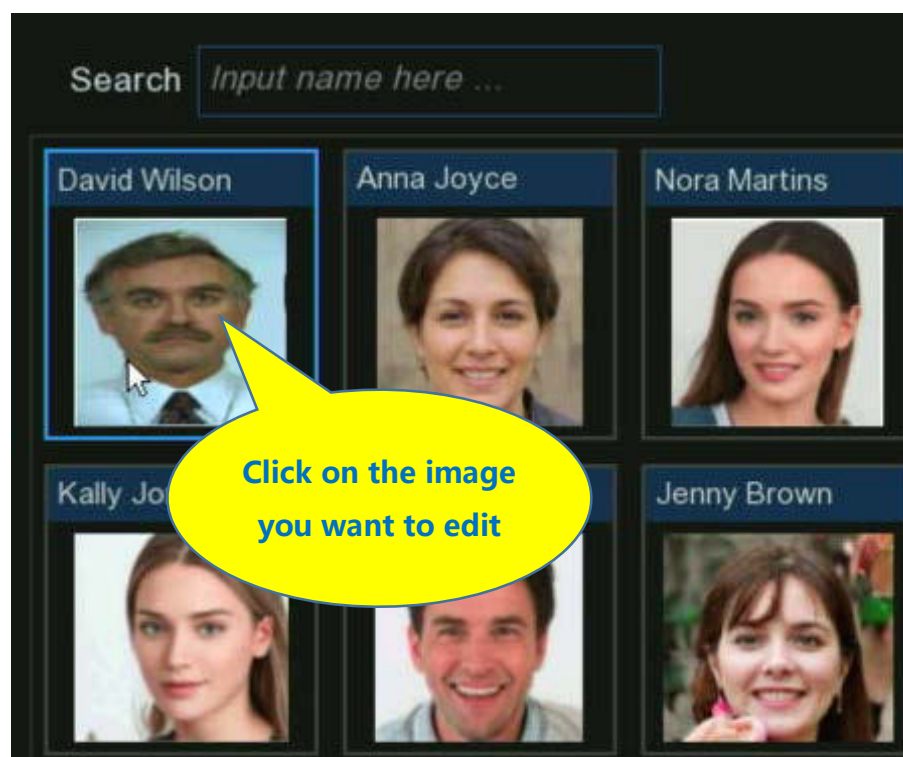 Search Input name here ...
David Wilson Anna Joyce Nora Martins
Click on the image
you want to edit
Kally Jenny Brown